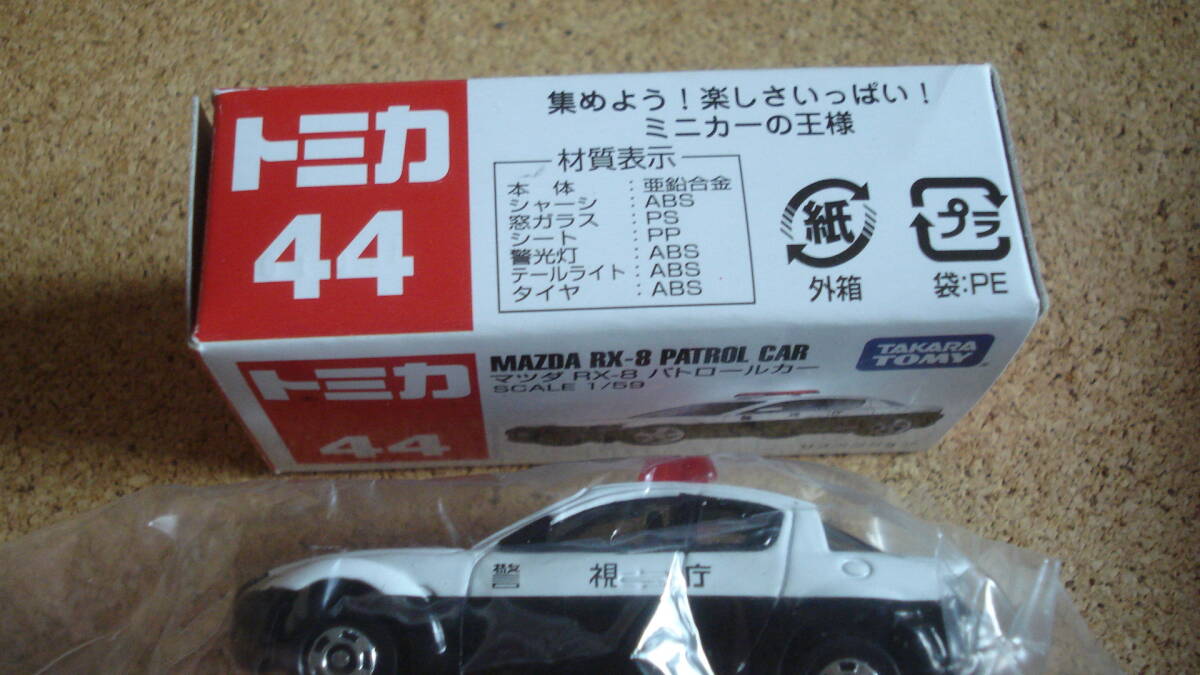 トミカ
44
集めよう!楽しさいっぱい!
ミニカーの王様
材質表示
本 体 : 亜鉛合金
シャーシ : ABS
窓ガラス : PS
シート : PP
警光灯 : ABS
テールライト : ABS
タイヤ : ABS
紙
外箱
プラ
袋:PE
トミカ
44
MAZDA RX-8 PATROL CAR
マツダ RX-8 パトロールカー
SCALE 1/59
TAKARA
TOMY
警 視 庁